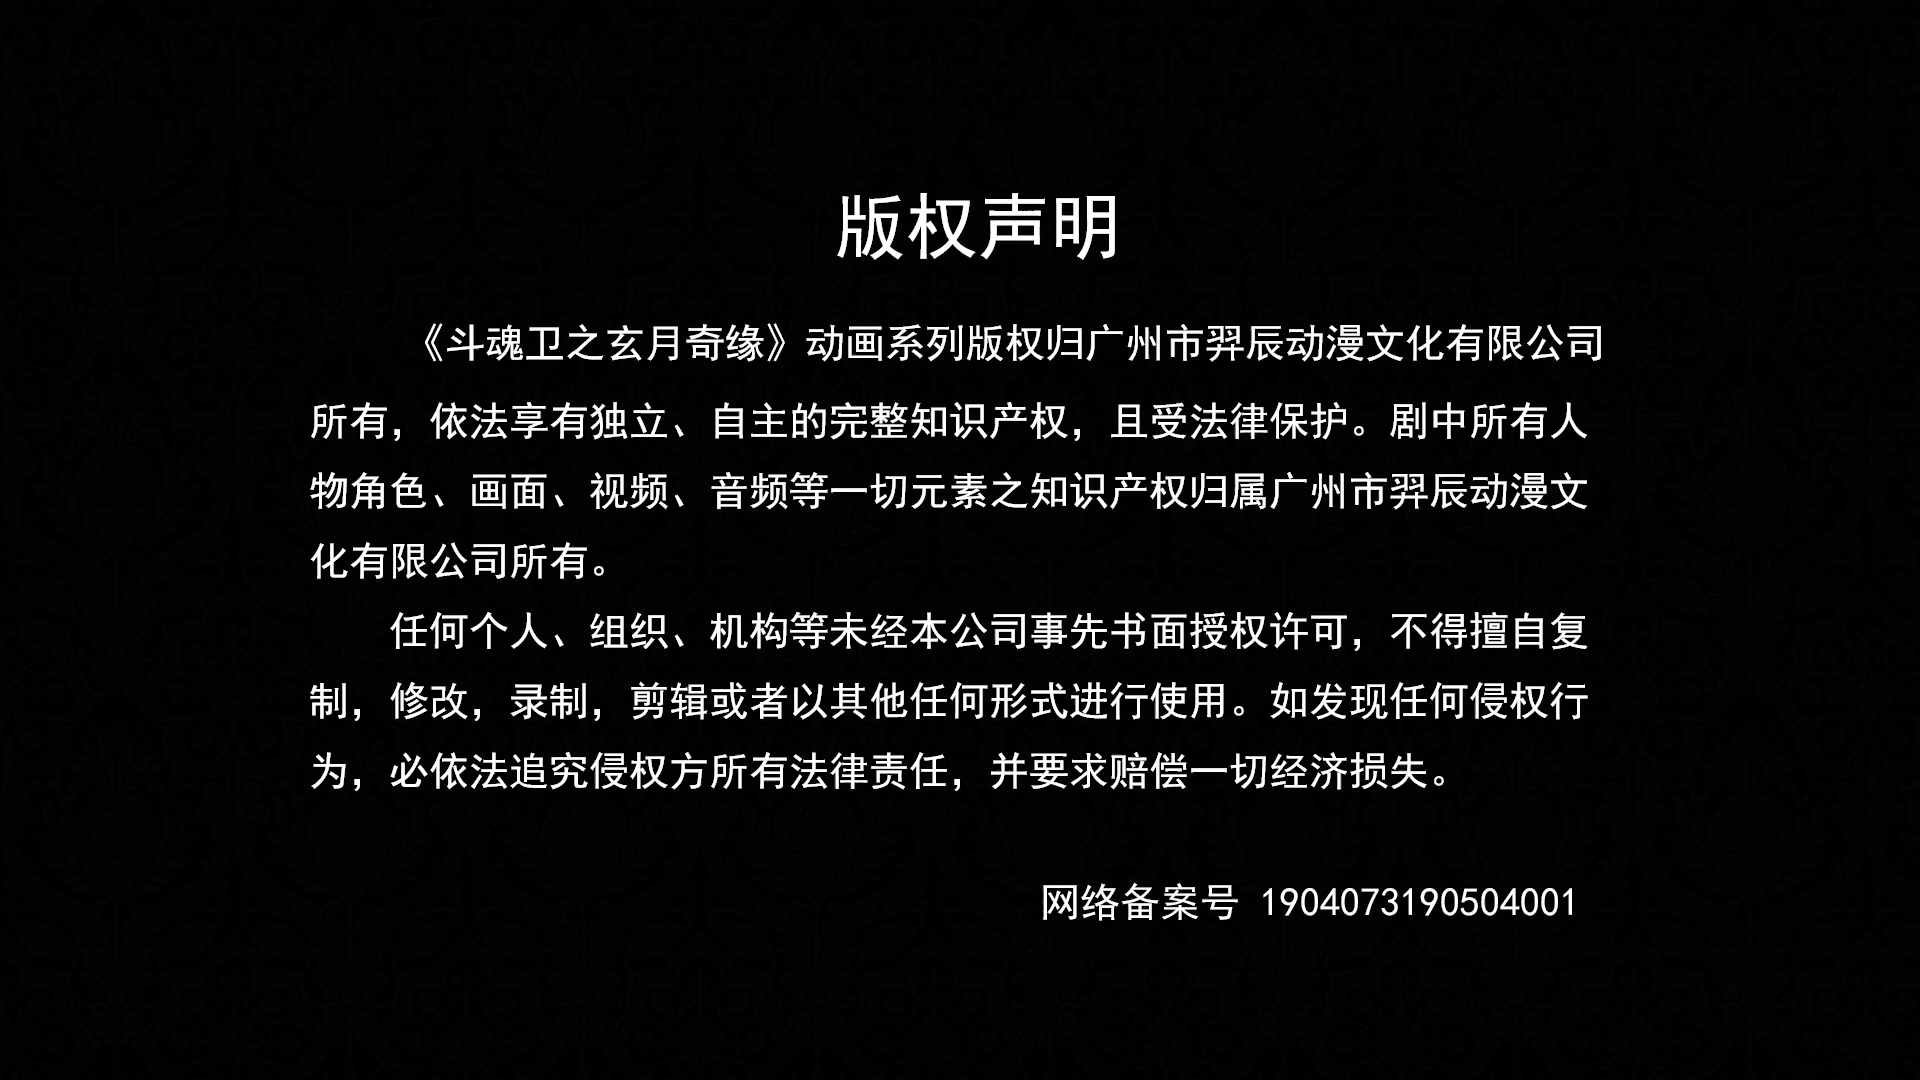 版权声明
《斗魂卫之玄月奇缘》动画系列版权归广州市羿辰动漫文化有限公司
所有，依法享有独立、自主的完整知识产权，且受法律保护。剧中所有人
物角色、画面、视频、音频等一切元素之知识产权归属广州市羿辰动漫文
化有限公司所有。
任何个人、组织、机构等未经本公司事先书面授权许可，不得擅自复
制，修改，录制，剪辑或者以其他任何形式进行使用。如发现任何侵权行
为，必依法追究侵权方所有法律责任，并要求赔偿一切经济损失。
网络备案号 1904073190504001